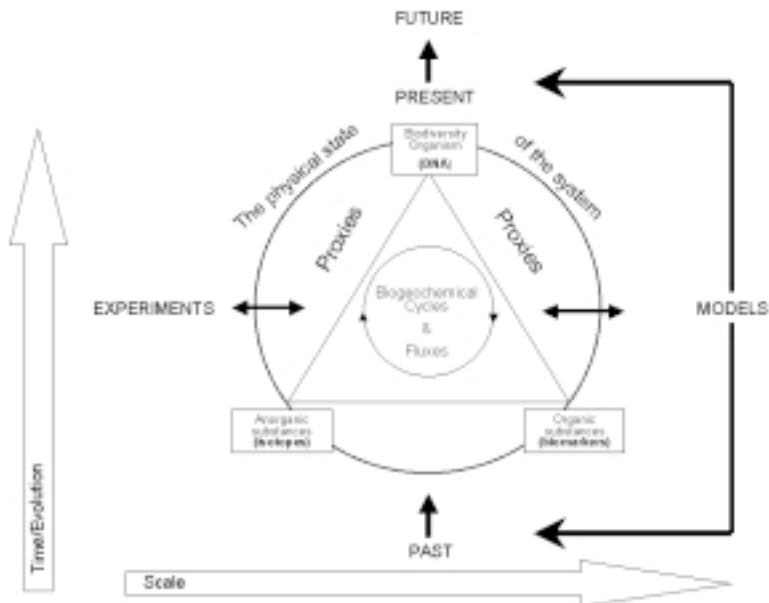 FUTURE
PRESENT
Biodiversity
Organism
(DNA)
The physical state
of the system
Proxies
Proxies
EXPERIMENTS
Biogeochemical
Cycles
&
Fluxes
MODELS
Anorganic
substances
(Isotopes)
Organic
substances
(biomarkers)
PAST
Time/Evolution
Scale